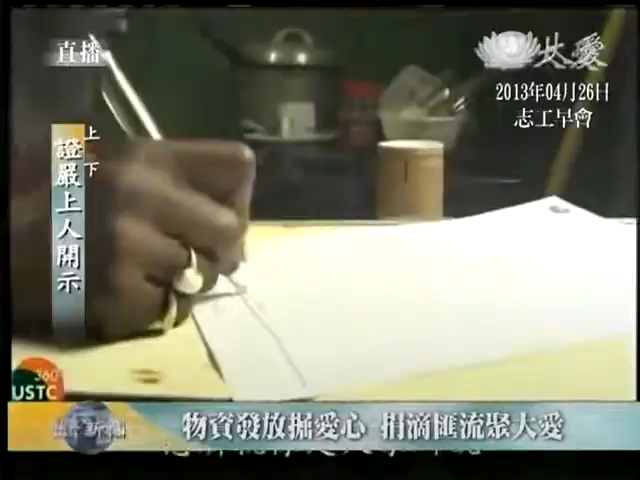 直播
大愛
2013年04月26日
志工早會
上下
證嚴上人開示
360°
USTC
物資發放掘愛心 捐滴匯流聚大愛